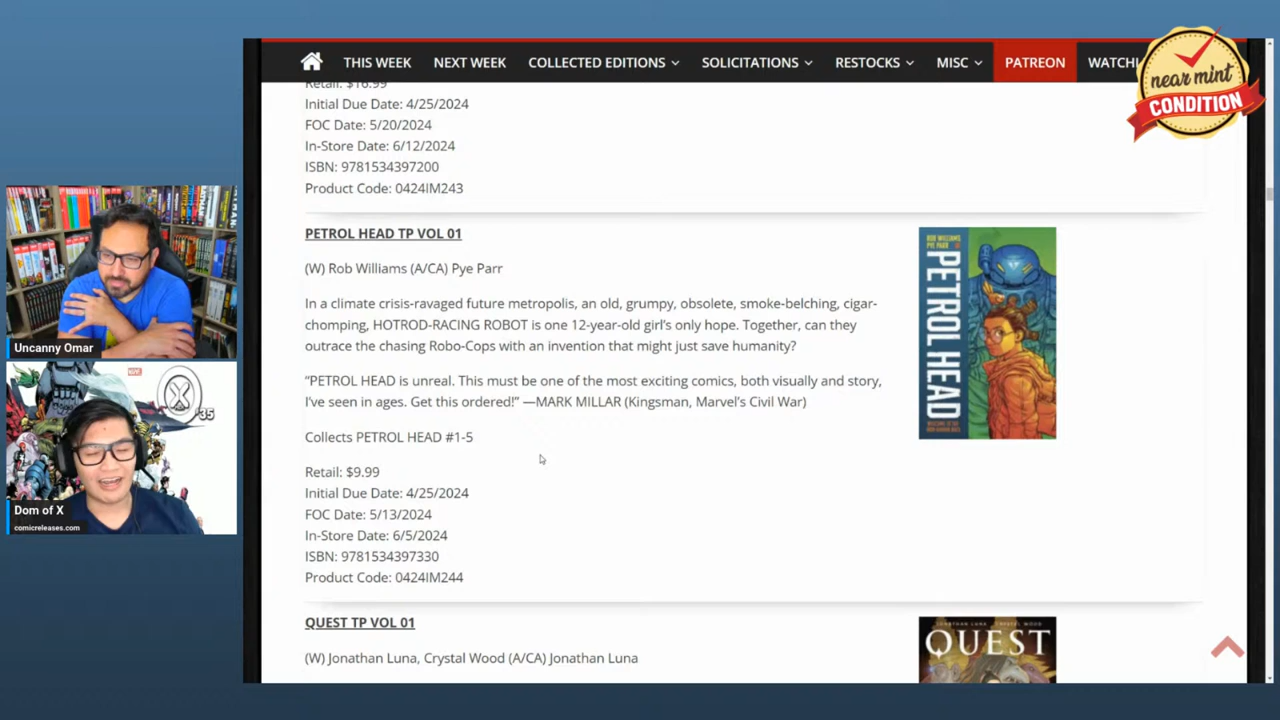 THIS WEEK
NEXT WEEK
COLLECTED EDITIONS
SOLICITATIONS
RESTOCKS
MISC
PATREON
near mint
CONDITION
Retail: $16.99
Initial Due Date: 4/25/2024
FOC Date: 5/20/2024
In-Store Date: 6/12/2024
ISBN: 9781534397200
Product Code: 0424IM243
PETROL HEAD TP VOL 01
(W) Rob Williams (A/CA) Pye Parr
In a climate crisis-ravaged future metropolis, an old, grumpy, obsolete, smoke-belching, cigar-
chomping, HOTROD-RACING ROBOT is one 12-year-old girl's only hope. Together, can they
outrace the chasing Robo-Cops with an invention that might just save humanity?
“PETROL HEAD is unreal. This must be one of the most exciting comics, both visually and story,
I've seen in ages. Get this ordered!” —MARK MILLAR (Kingsman, Marvel's Civil War)
Collects PETROL HEAD #1-5
Retail: $9.99
Initial Due Date: 4/25/2024
FOC Date: 5/13/2024
In-Store Date: 6/5/2024
ISBN: 9781534397330
Product Code: 0424IM244
ROB WILLIAMS
PYE PARR
PETROL HEAD
QUEST TP VOL 01
(W) Jonathan Luna, Crystal Wood (A/CA) Jonathan Luna
JONATHAN LUNA CRYSTAL WOOD
QUEST
Uncanny Omar
X
35
Dom of X
comicreleases.com